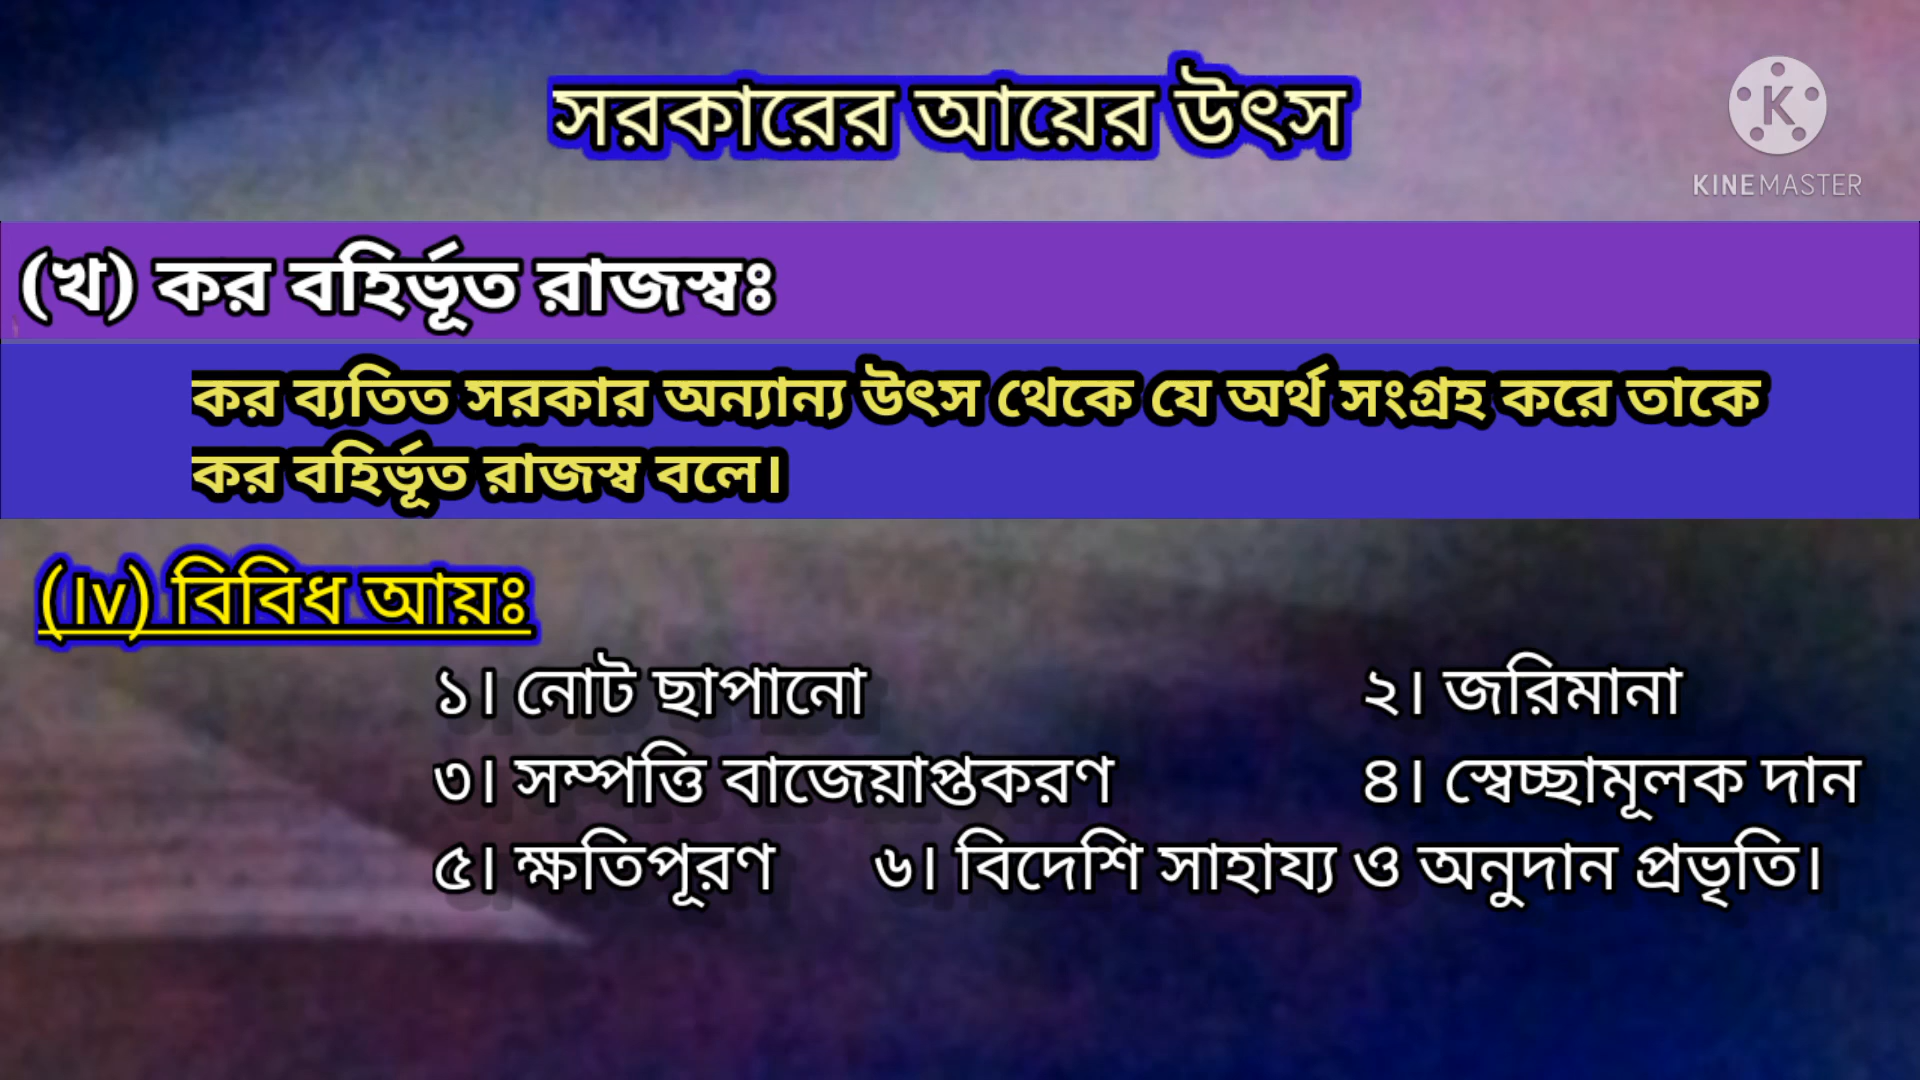 সরকারের আয়ের উৎস
KINEMASTER
(খ) কর বহির্ভূত রাজস্বঃ
কর ব্যতিত সরকার অন্যান্য উৎস থেকে যে অর্থ সংগ্রহ করে তাকে
কর বহির্ভূত রাজস্ব বলে।
(Iv) বিবিধ আয়ঃ
১। নোট ছাপানো ২। জরিমানা
৩। সম্পত্তি বাজেয়াপ্তকরণ ৪। স্বেচ্ছামূলক দান
৫। ক্ষতিপূরণ ৬। বিদেশি সাহায্য ও অনুদান প্রভৃতি।